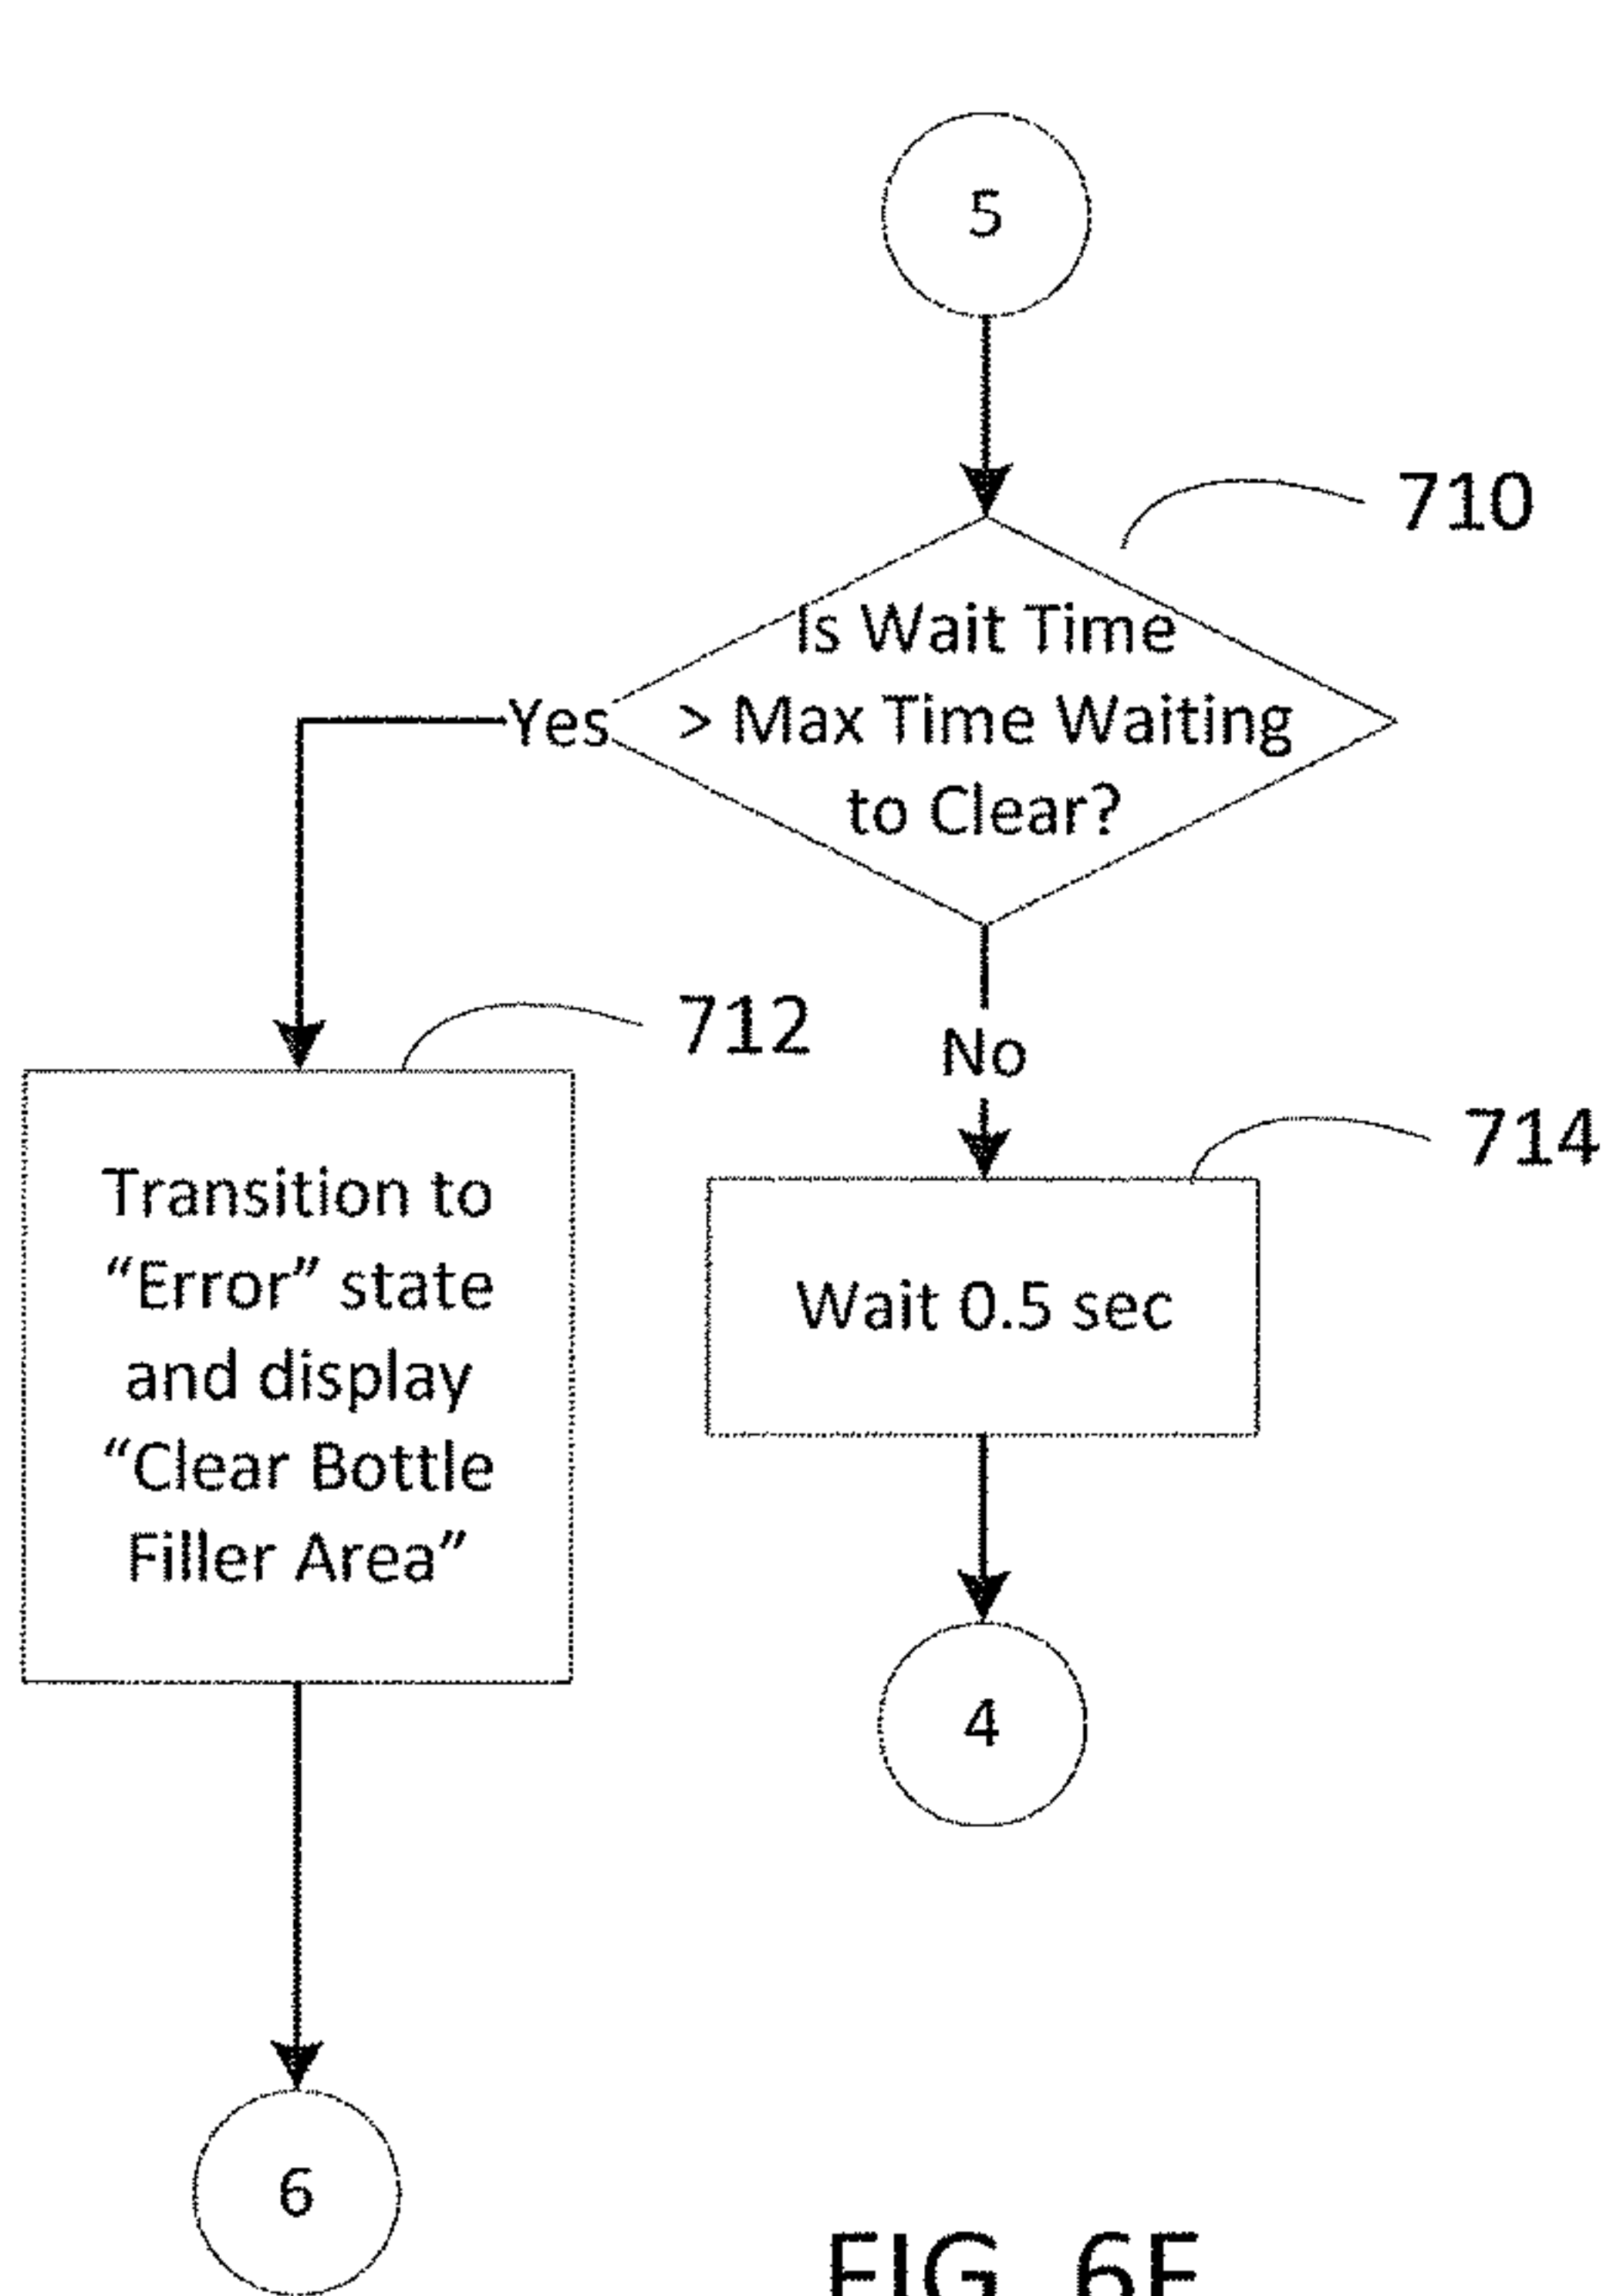 5
710
Is Wait Time
> Max Time Waiting
to Clear?
Yes
No
712
Transition to
“Error” state
and display
“Clear Bottle
Filler Area”
714
Wait 0.5 sec
4
6